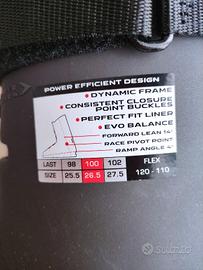 POWER EFFICIENT DESIGN
• DYNAMIC FRAME
• CONSISTENT CLOSURE
POINT BUCKLES
• PERFECT FIT LINER
• EVO BALANCE
FORWARD LEAN 14°
RACE PIVOT POINT
RAMP ANGLE 4°
LAST 98 100 102 FLEX
SIZE 25.5 26.5 27.5 120 - 110
Subito